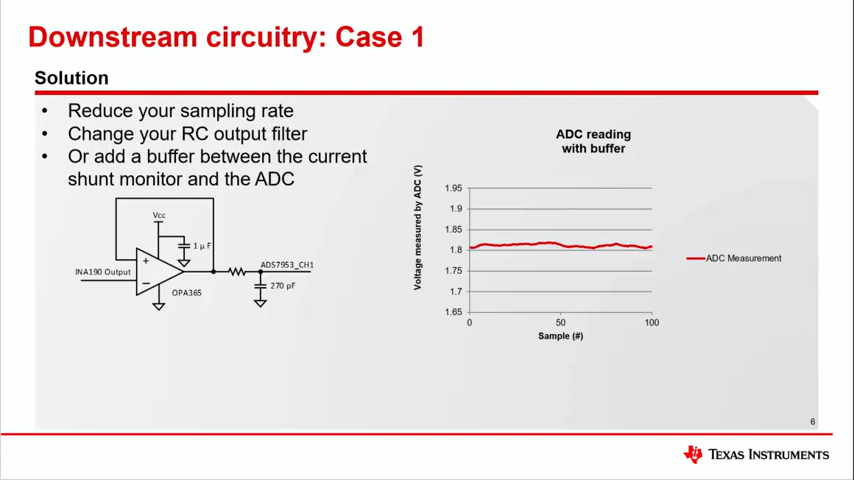 Downstream circuitry: Case 1
Solution
• Reduce your sampling rate
• Change your RC output filter
• Or add a buffer between the current
shunt monitor and the ADC
Vcc
1 µF
+
INA190 Output
−
OPA365
ADS7953_CH1
270 pF
ADC reading
with buffer
Voltage measured by ADC (V)
1.95
1.9
1.85
1.8
1.75
1.7
1.65
0
50
100
Sample (#)
ADC Measurement
6
TEXAS INSTRUMENTS